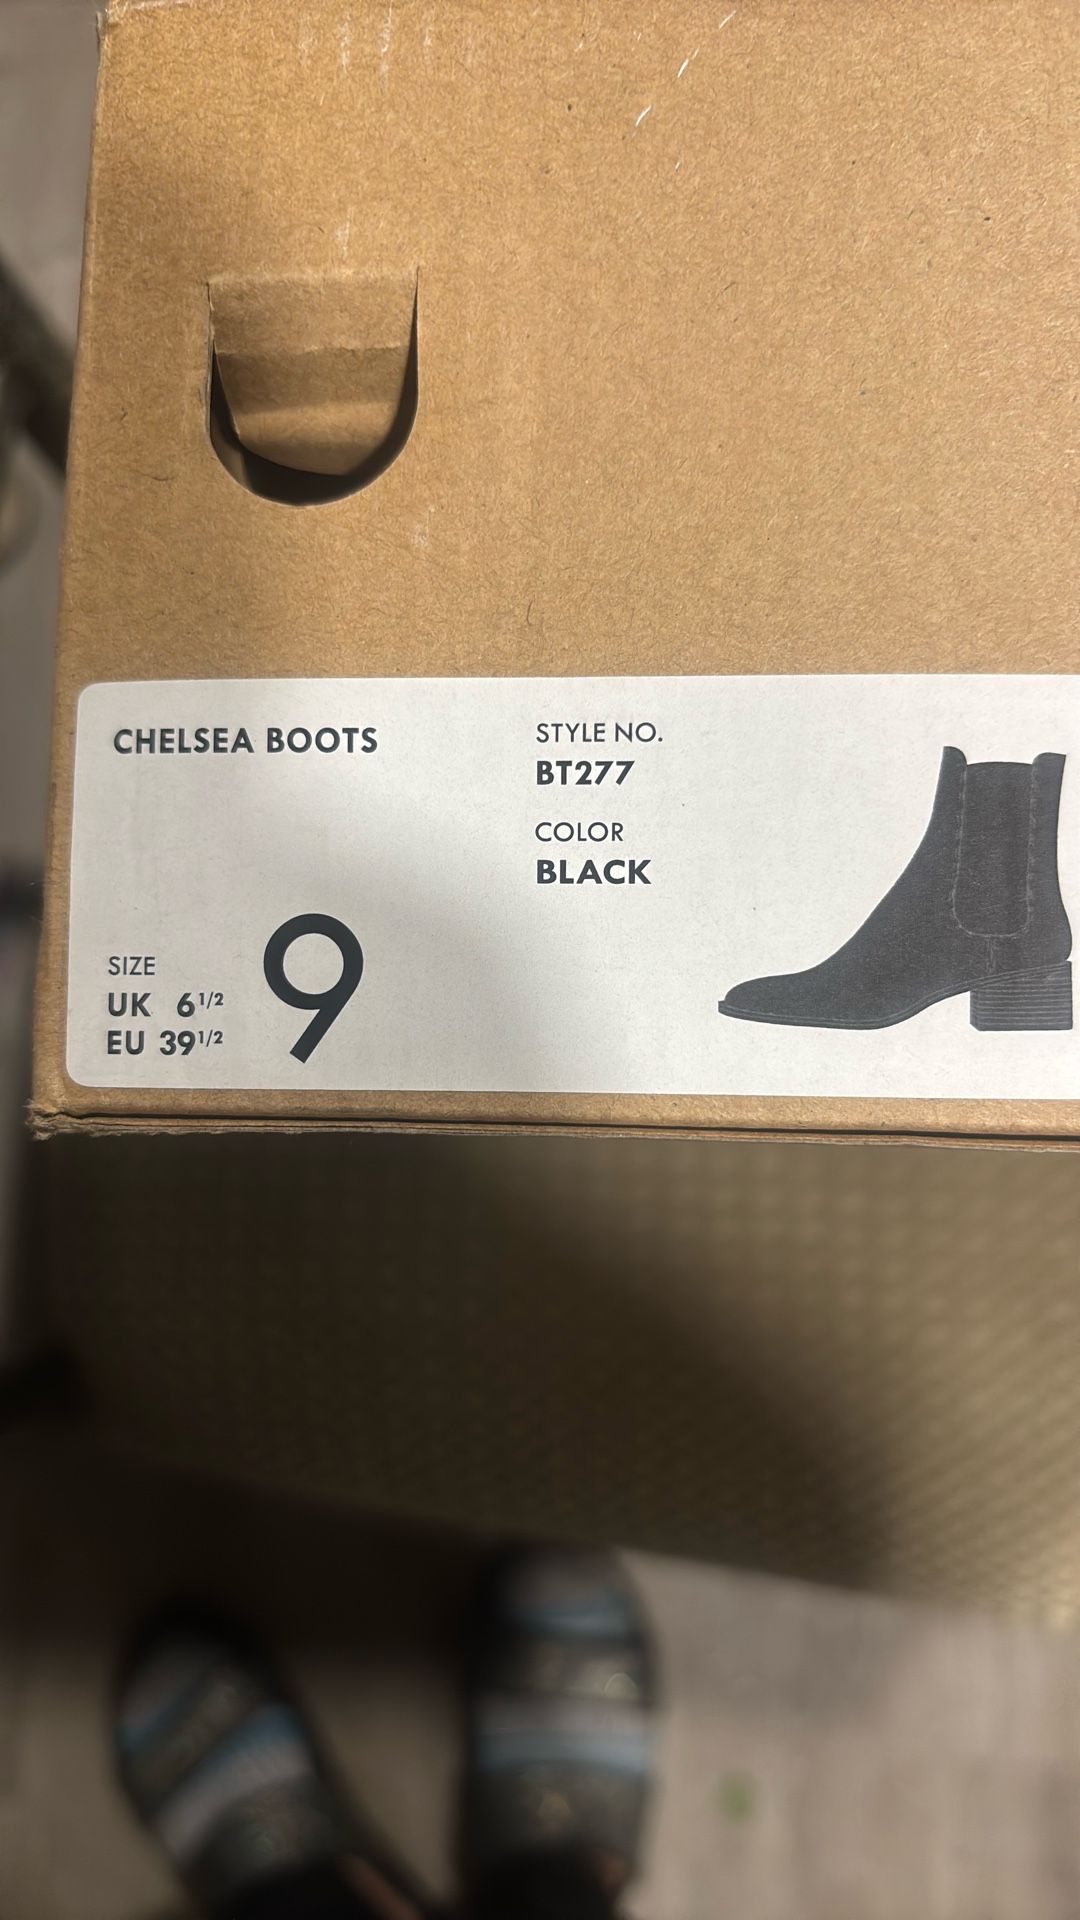 CHELSEA BOOTS
STYLE NO.
BT277
COLOR
BLACK
SIZE
UK 6 1/2
EU 39 1/2
9